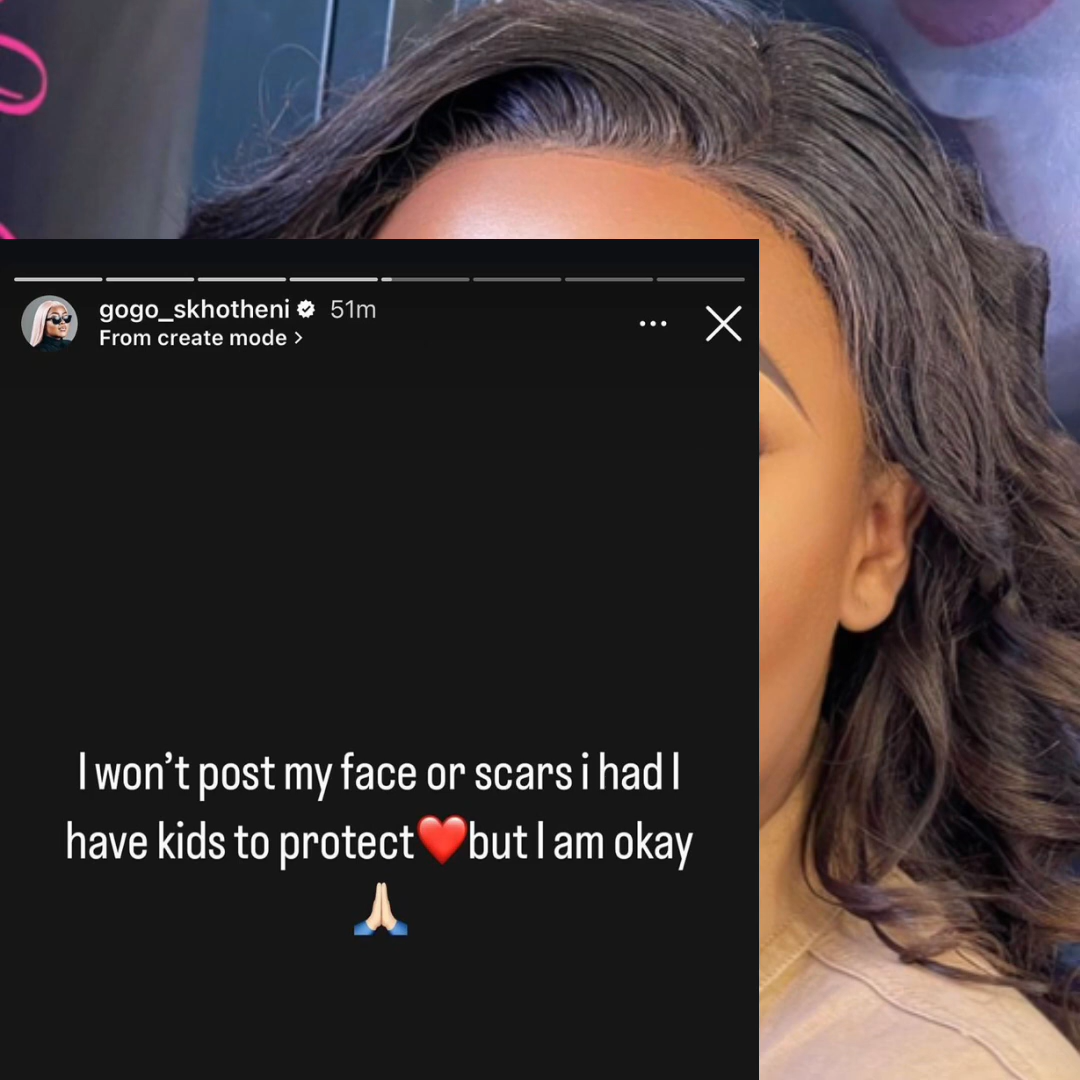 gogo_skhotheni 51m
From create mode >
I won't post my face or scars i had I
have kids to protect❤️but I am okay
🙏🏻